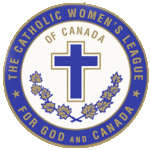 THE CATHOLIC WOMEN'S LEAGUE
OF CANADA
FOR GOD AND CANADA